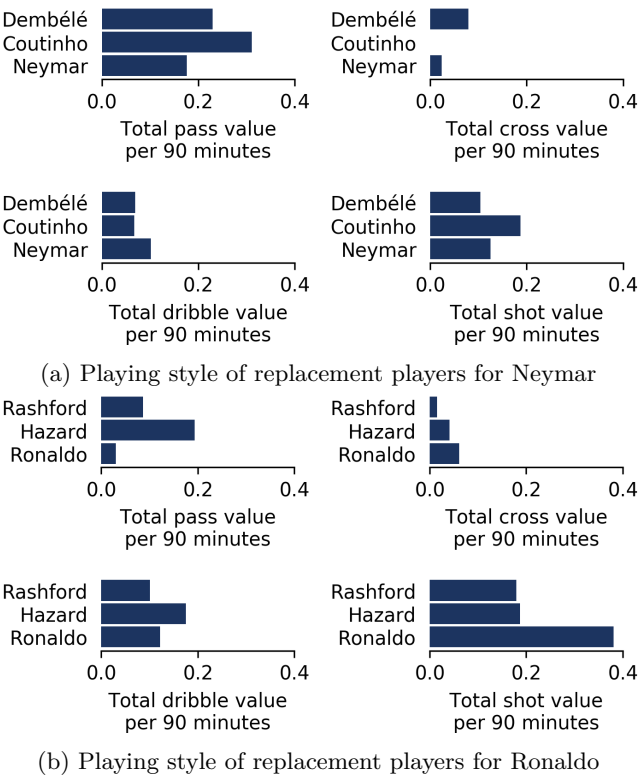 Dembélé
Coutinho
Neymar
0.0 0.2 0.4
Total pass value
per 90 minutes
Dembélé
Coutinho
Neymar
0.0 0.2 0.4
Total cross value
per 90 minutes
Dembélé
Coutinho
Neymar
0.0 0.2 0.4
Total dribble value
per 90 minutes
Dembélé
Coutinho
Neymar
0.0 0.2 0.4
Total shot value
per 90 minutes
(a) Playing style of replacement players for Neymar
Rashford
Hazard
Ronaldo
0.0 0.2 0.4
Total pass value
per 90 minutes
Rashford
Hazard
Ronaldo
0.0 0.2 0.4
Total cross value
per 90 minutes
Rashford
Hazard
Ronaldo
0.0 0.2 0.4
Total dribble value
per 90 minutes
Rashford
Hazard
Ronaldo
0.0 0.2 0.4
Total shot value
per 90 minutes
(b) Playing style of replacement players for Ronaldo